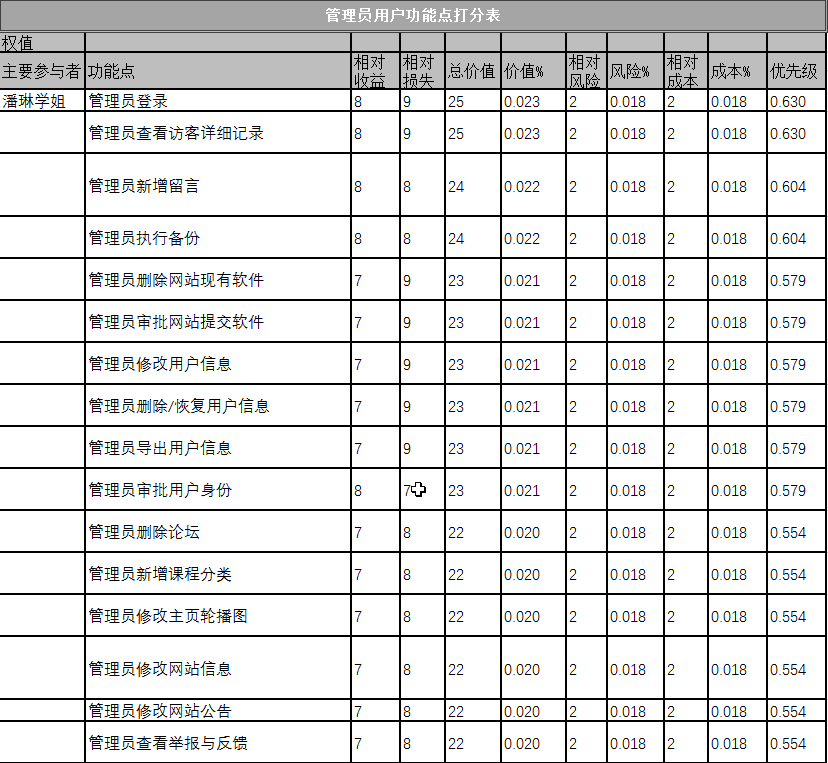 管理员用户功能点打分表
权值
主要参与者 功能点 相对收益 相对损失 总价值 价值% 相对风险 风险% 相对成本 成本% 优先级
潘琳学姐 管理员登录 8 9 25 0.023 2 0.018 2 0.018 0.630
管理员查看访客详细记录 8 9 25 0.023 2 0.018 2 0.018 0.630
管理员新增留言 8 8 24 0.022 2 0.018 2 0.018 0.604
管理员执行备份 8 8 24 0.022 2 0.018 2 0.018 0.604
管理员删除网站现有软件 7 9 23 0.021 2 0.018 2 0.018 0.579
管理员审批网站提交软件 7 9 23 0.021 2 0.018 2 0.018 0.579
管理员修改用户信息 7 9 23 0.021 2 0.018 2 0.018 0.579
管理员删除/恢复用户信息 7 9 23 0.021 2 0.018 2 0.018 0.579
管理员导出用户信息 7 9 23 0.021 2 0.018 2 0.018 0.579
管理员审批用户身份 8 7 23 0.021 2 0.018 2 0.018 0.579
管理员删除论坛 7 8 22 0.020 2 0.018 2 0.018 0.554
管理员新增课程分类 7 8 22 0.020 2 0.018 2 0.018 0.554
管理员修改主页轮播图 7 8 22 0.020 2 0.018 2 0.018 0.554
管理员修改网站信息 7 8 22 0.020 2 0.018 2 0.018 0.554
管理员修改网站公告 7 8 22 0.020 2 0.018 2 0.018 0.554
管理员查看举报与反馈 7 8 22 0.020 2 0.018 2 0.018 0.554